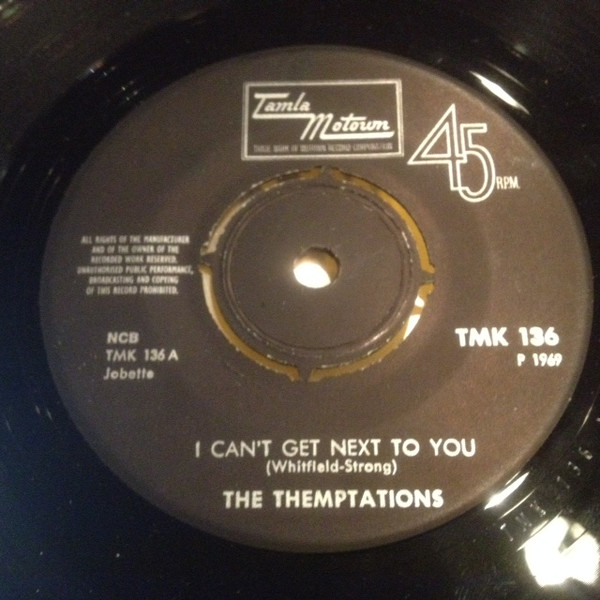 Tamla
Motown
TRADE MARK OF MOTOWN RECORD CORPORATION
45
RPM
ALL RIGHTS OF THE MANUFACTURER
AND OF THE OWNER OF THE
RECORDED WORK RESERVED.
UNAUTHORISED PUBLIC PERFORMANCE,
BROADCASTING AND COPYING
OF THIS RECORD PROHIBITED.
NCB
TMK 136 A
Jobette
TMK 136
P 1969
I CAN'T GET NEXT TO YOU
(Whitfield-Strong)
THE THEMPTATIONS